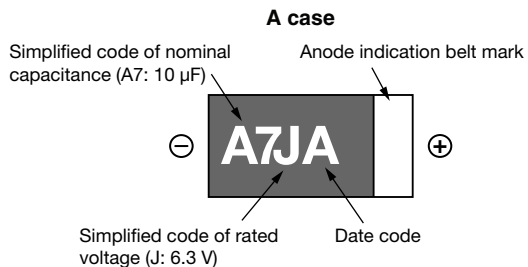 A case
Simplified code of nominal
capacitance (A7: 10 µF)
Anode indication belt mark
⊖
A7JA
⊕
Simplified code of rated
voltage (J: 6.3 V)
Date code